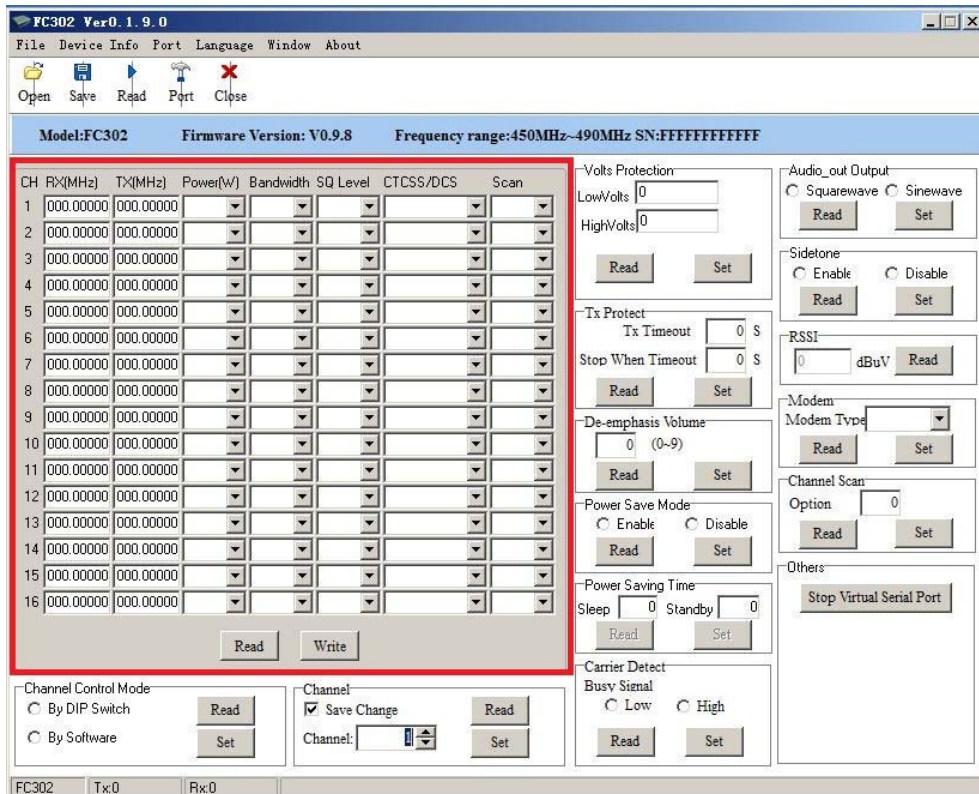 FC302 Ver0.1.9.0
File Device Info Port Language Window About
Open Save Read Port Close
Model:FC302 Firmware Version: V0.9.8 Frequency range:450MHz~490MHz SN:FFFFFFFFFFFF
CH RX(MHz) TX(MHz) Power(W) Bandwidth SQ Level CTCSS/DCS Scan
1 000.00000 000.00000
2 000.00000 000.00000
3 000.00000 000.00000
4 000.00000 000.00000
5 000.00000 000.00000
6 000.00000 000.00000
7 000.00000 000.00000
8 000.00000 000.00000
9 000.00000 000.00000
10 000.00000 000.00000
11 000.00000 000.00000
12 000.00000 000.00000
13 000.00000 000.00000
14 000.00000 000.00000
15 000.00000 000.00000
16 000.00000 000.00000
Read Write
Channel Control Mode
By DIP Switch Read
By Software Set
Channel
Save Change Read
Channel: 1 Set
Volts Protection
LowVolts 0
HighVolts 0
Read Set
Tx Protect
Tx Timeout 0 S
Stop When Timeout 0 S
Read Set
De-emphasis Volume
0 (0~9)
Read Set
Power Save Mode
Enable Disable
Read Set
Power Saving Time
Sleep 0 Standby 0
Read Set
Carrier Detect
Busy Signal
Low High
Read Set
Audio_out Output
Squarewave Sinewave
Read Set
Sidetone
Enable Disable
Read Set
RSSI
0 dBuV Read
Modem
Modem Type
Read Set
Channel Scan
Option 0
Read Set
Others
Stop Virtual Serial Port
FC302 Tx:0 Rx:0